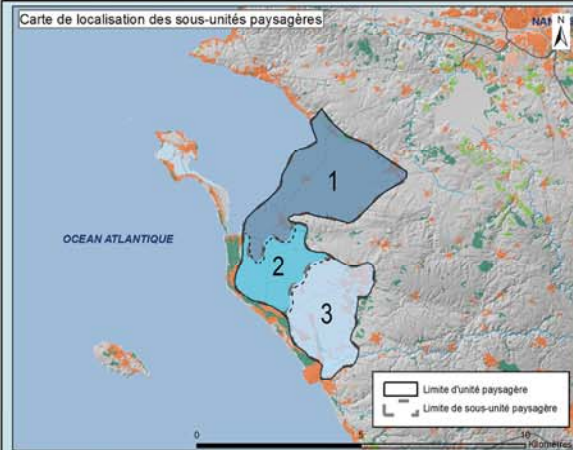 Carte de localisation des sous-unités paysagères
N
1
OCEAN ATLANTIQUE
2
3
Limite d'unité paysagère
Limite de sous-unité paysagère
0 5 10
Kilomètres